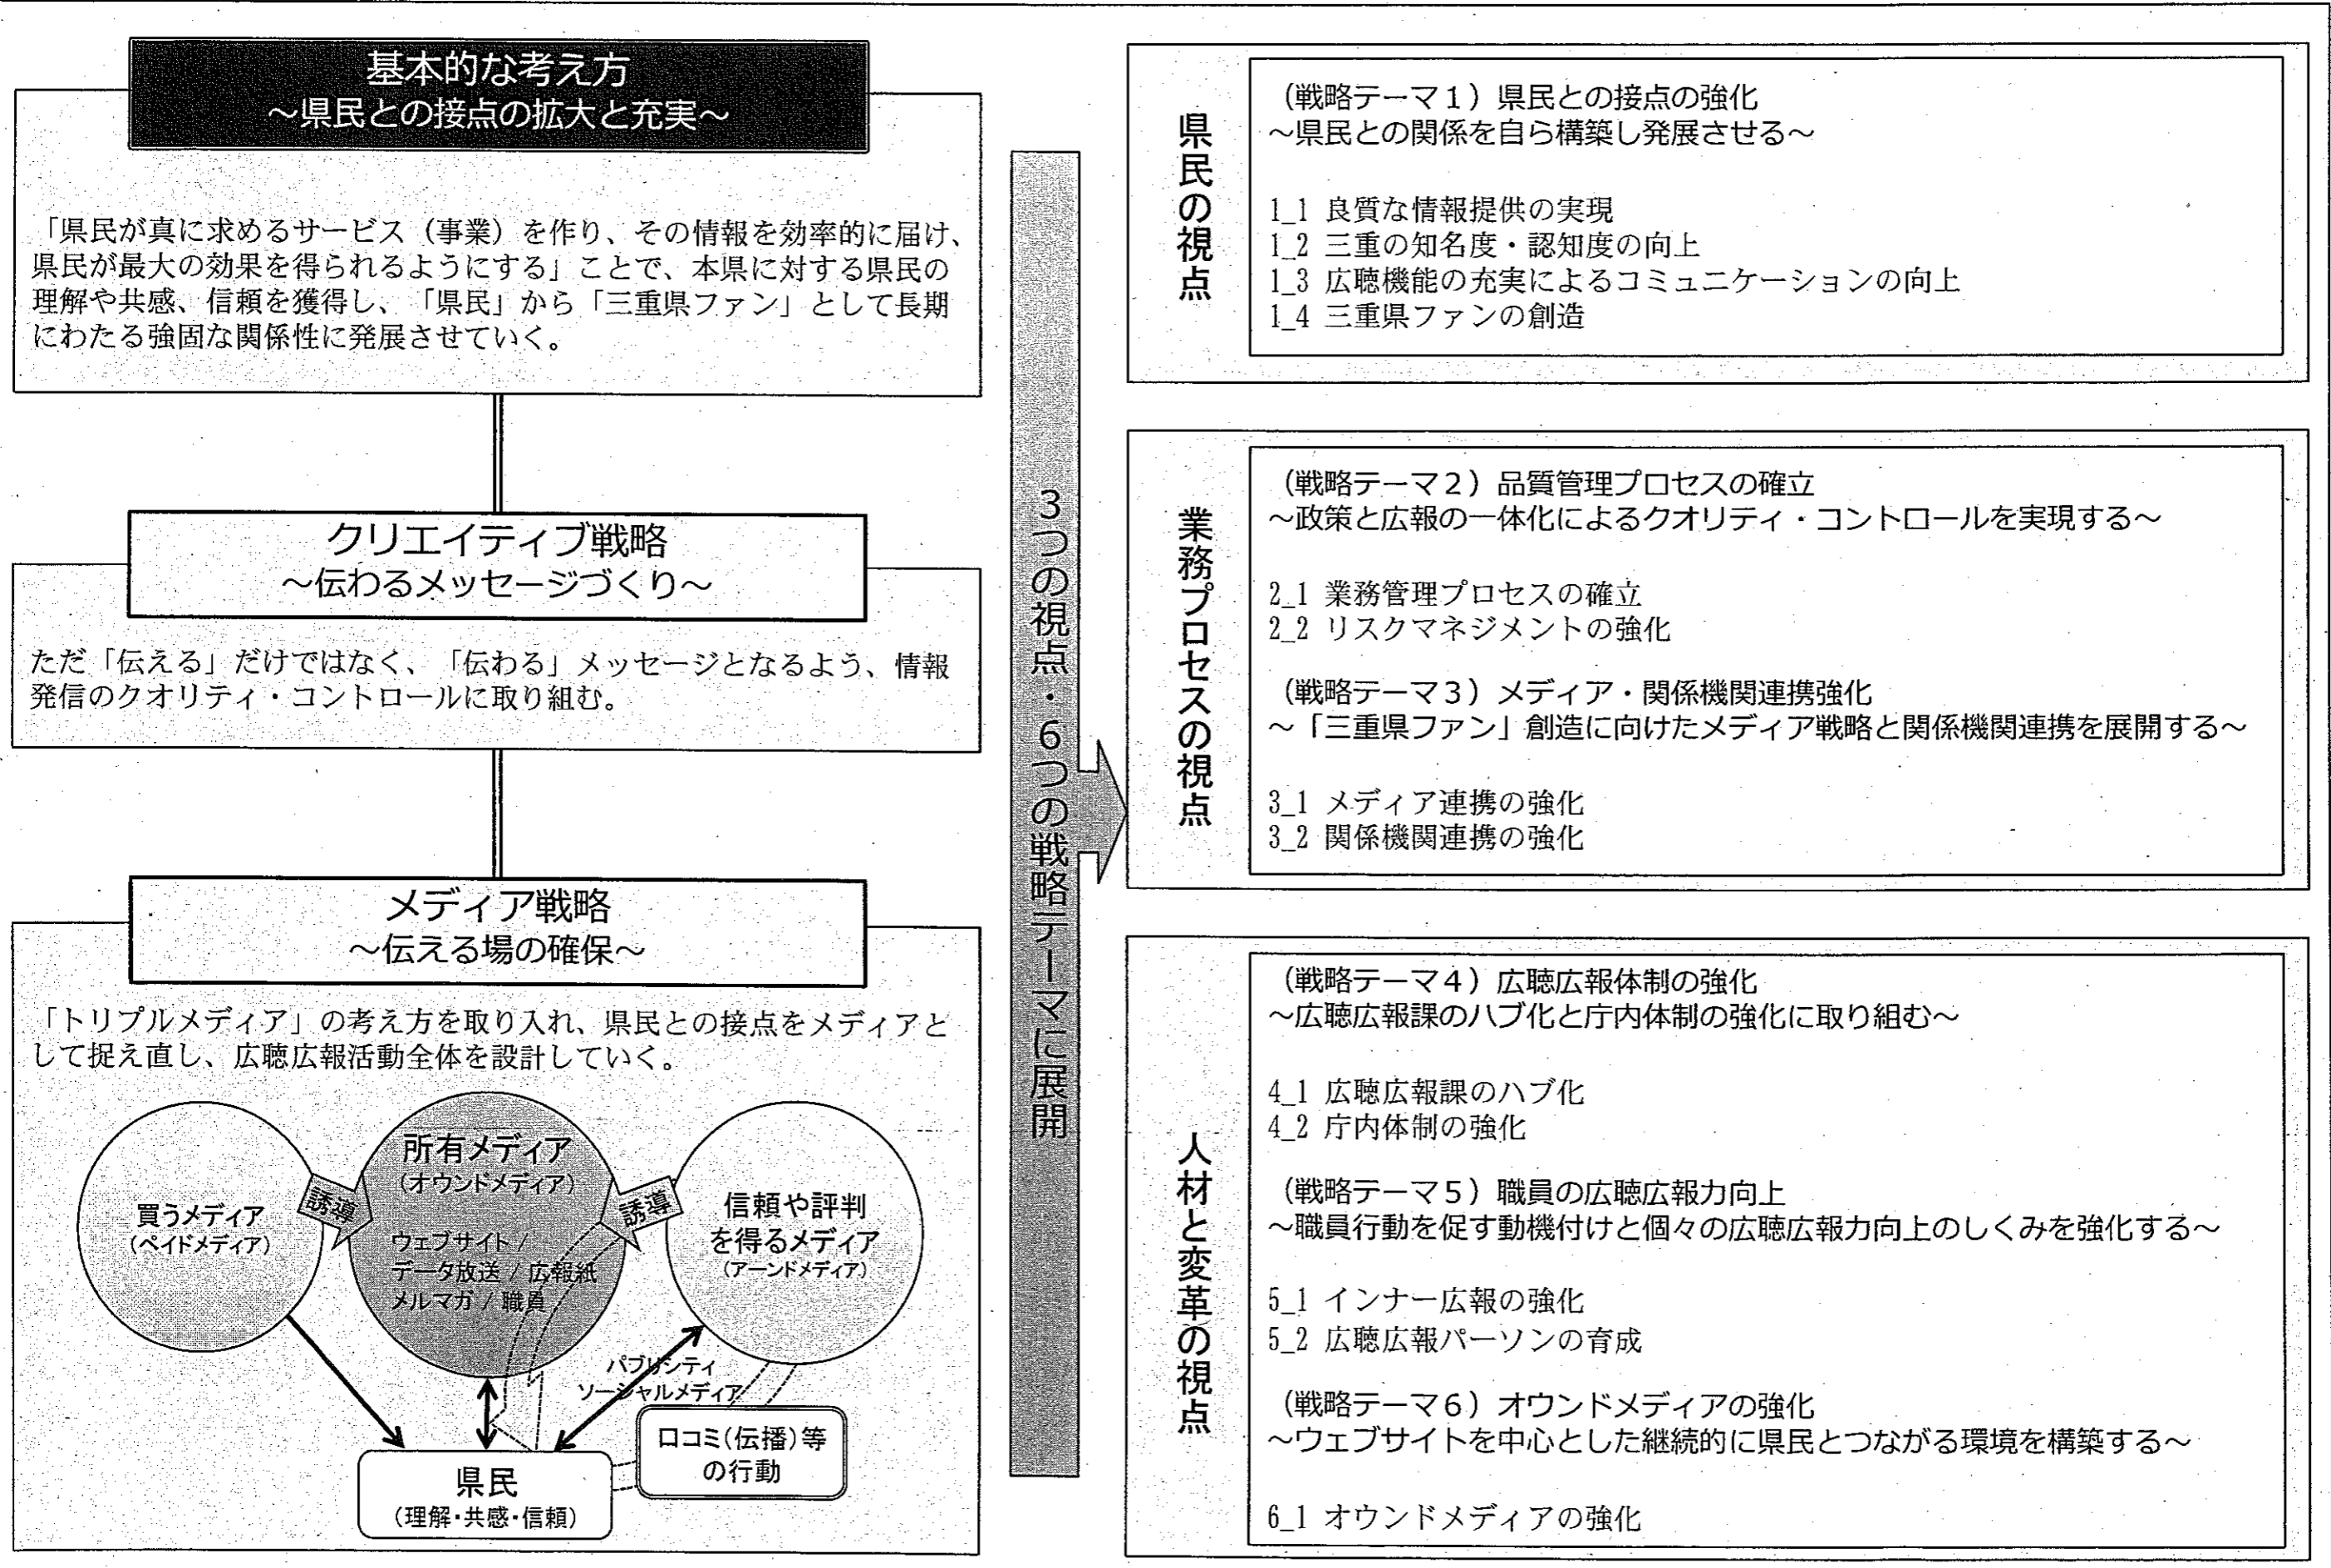 基本的な考え方
～県民との接点の拡大と充実～
「県民が真に求めるサービス（事業）を作り、その情報を効率的に届け、
県民が最大の効果を得られるようにする」ことで、本県に対する県民の
理解や共感、信頼を獲得し、「県民」から「三重県ファン」として長期
にわたる強固な関係性に発展させていく。
クリエイティブ戦略
～伝わるメッセージづくり～
ただ「伝える」だけではなく、「伝わる」メッセージとなるよう、情報
発信のクオリティ・コントロールに取り組む。
メディア戦略
～伝える場の確保～
「トリプルメディア」の考え方を取り入れ、県民との接点をメディアと
して捉え直し、広聴広報活動全体を設計していく。
買うメディア
（ペイドメディア）
誘導
所有メディア
（オウンドメディア）
ウェブサイト /
データ放送 / 広報紙
メルマガ / 職員
誘導
信頼や評判
を得るメディア
（アーンドメディア）
パブリシティ
ソーシャルメディア
口コミ（伝播）等
の行動
県民
（理解・共感・信頼）
3つの視点・6つの戦略テーマに展開
県民の視点
（戦略テーマ１）県民との接点の強化
～県民との関係を自ら構築し発展させる～
1_1 良質な情報提供の実現
1_2 三重の知名度・認知度の向上
1_3 広聴機能の充実によるコミュニケーションの向上
1_4 三重県ファンの創造
業務プロセスの視点
（戦略テーマ２）品質管理プロセスの確立
～政策と広報の一体化によるクオリティ・コントロールを実現する～
2_1 業務管理プロセスの確立
2_2 リスクマネジメントの強化
（戦略テーマ３）メディア・関係機関連携強化
～「三重県ファン」創造に向けたメディア戦略と関係機関連携を展開する～
3_1 メディア連携の強化
3_2 関係機関連携の強化
人材と変革の視点
（戦略テーマ４）広聴広報体制の強化
～広聴広報課のハブ化と庁内体制の強化に取り組む～
4_1 広聴広報課のハブ化
4_2 庁内体制の強化
（戦略テーマ５）職員の広聴広報力向上
～職員行動を促す動機付けと個々の広聴広報力向上のしくみを強化する～
5_1 インナー広報の強化
5_2 広聴広報パーソンの育成
（戦略テーマ６）オウンドメディアの強化
～ウェブサイトを中心とした継続的に県民とつながる環境を構築する～
6_1 オウンドメディアの強化